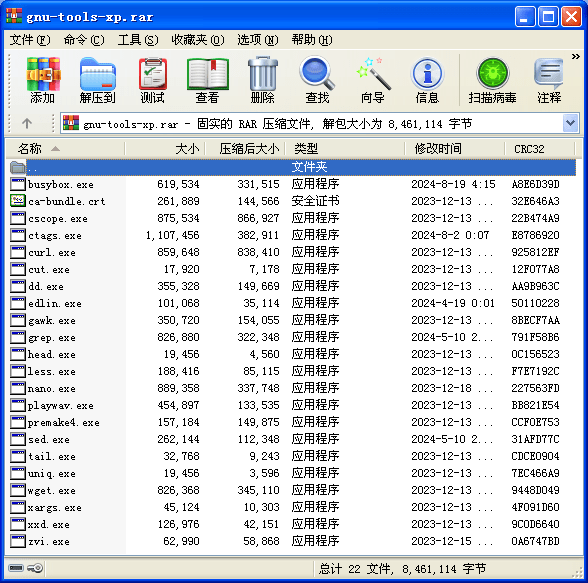 gnu-tools-xp.rar
文件(F) 命令(C) 工具(S) 收藏夹(O) 选项(N) 帮助(H)
添加 解压到 测试 查看 删除 查找 向导 信息 扫描病毒 注释 »
gnu-tools-xp.rar - 固实的 RAR 压缩文件, 解包大小为 8,461,114 字节
名称 大小 压缩后大小 类型 修改时间 CRC32
.. 文件夹
busybox.exe 619,534 331,515 应用程序 2024-8-19 4:15 A8E6D39D
ca-bundle.crt 261,889 144,566 安全证书 2023-12-13 ... 32E646A3
cscope.exe 875,534 866,927 应用程序 2023-12-13 ... 22B474A9
ctags.exe 1,107,456 382,911 应用程序 2024-8-2 0:07 E8786920
curl.exe 859,648 838,410 应用程序 2023-12-13 ... 925812EF
cut.exe 17,920 7,178 应用程序 2023-12-13 ... 12F077A8
dd.exe 355,328 149,669 应用程序 2023-12-13 ... AA9B963C
edlin.exe 101,068 35,114 应用程序 2024-4-19 0:01 50110228
gawk.exe 350,720 154,055 应用程序 2023-12-13 ... 8BECF7AA
grep.exe 826,880 322,348 应用程序 2024-5-10 2... 791F58B6
head.exe 19,456 4,560 应用程序 2023-12-13 ... 0C156523
less.exe 188,416 85,115 应用程序 2023-12-13 ... F7E7192C
nano.exe 889,358 337,748 应用程序 2023-12-18 ... 227563FD
playwav.exe 454,897 133,535 应用程序 2023-12-13 ... BB821E54
premake4.exe 157,184 149,875 应用程序 2023-12-13 ... CCF0E753
sed.exe 262,144 112,348 应用程序 2024-5-10 2... 31AFD77C
tail.exe 32,768 9,243 应用程序 2023-12-13 ... CDCE0904
uniq.exe 19,456 3,596 应用程序 2023-12-13 ... 7EC466A9
wget.exe 826,368 345,110 应用程序 2023-12-13 ... 9448D049
xargs.exe 45,124 10,303 应用程序 2023-12-13 ... 4F091D60
xxd.exe 126,976 42,151 应用程序 2023-12-13 ... 9C0D6640
zvi.exe 62,990 58,868 应用程序 2023-12-15 ... 0A6747BD
总计 22 文件, 8,461,114 字节